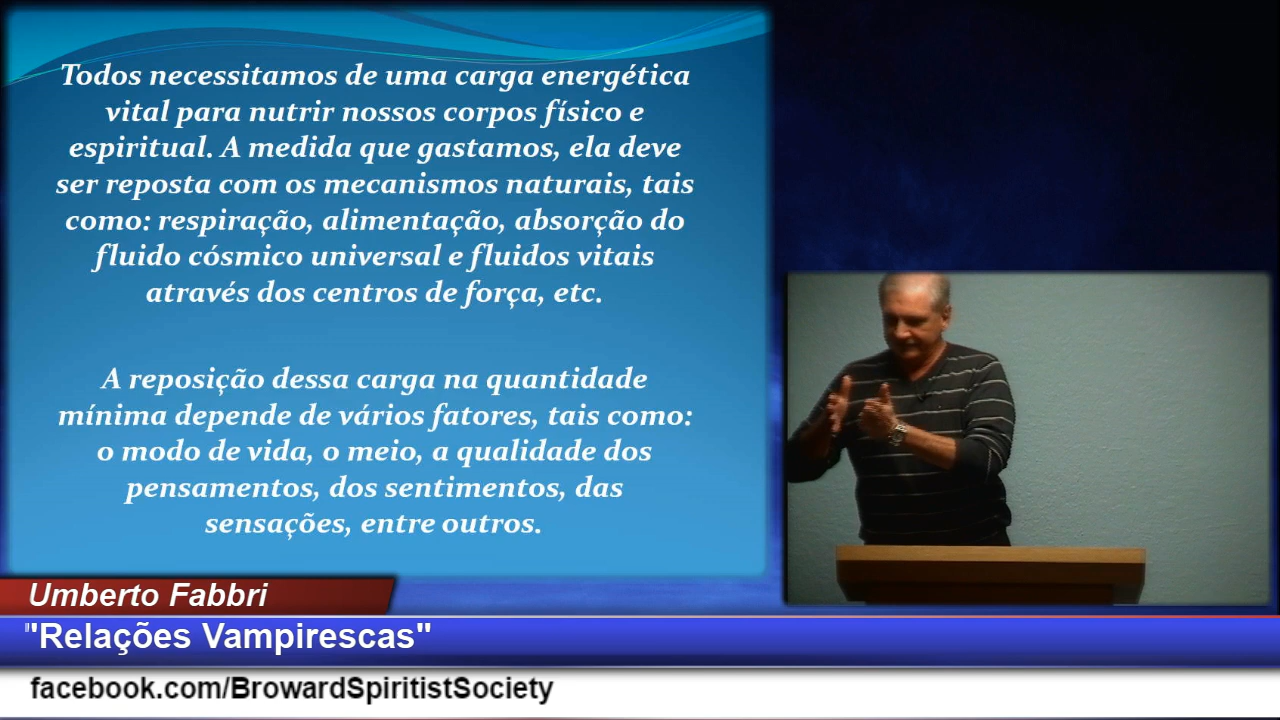 Todos necessitamos de uma carga energética
vital para nutrir nossos corpos físico e
espiritual. A medida que gastamos, ela deve
ser reposta com os mecanismos naturais, tais
como: respiração, alimentação, absorção do
fluido cósmico universal e fluidos vitais
através dos centros de força, etc.
A reposição dessa carga na quantidade
mínima depende de vários fatores, tais como:
o modo de vida, o meio, a qualidade dos
pensamentos, dos sentimentos, das
sensações, entre outros.
Umberto Fabbri
"Relações Vampirescas"
facebook.com/BrowardSpiritistSociety